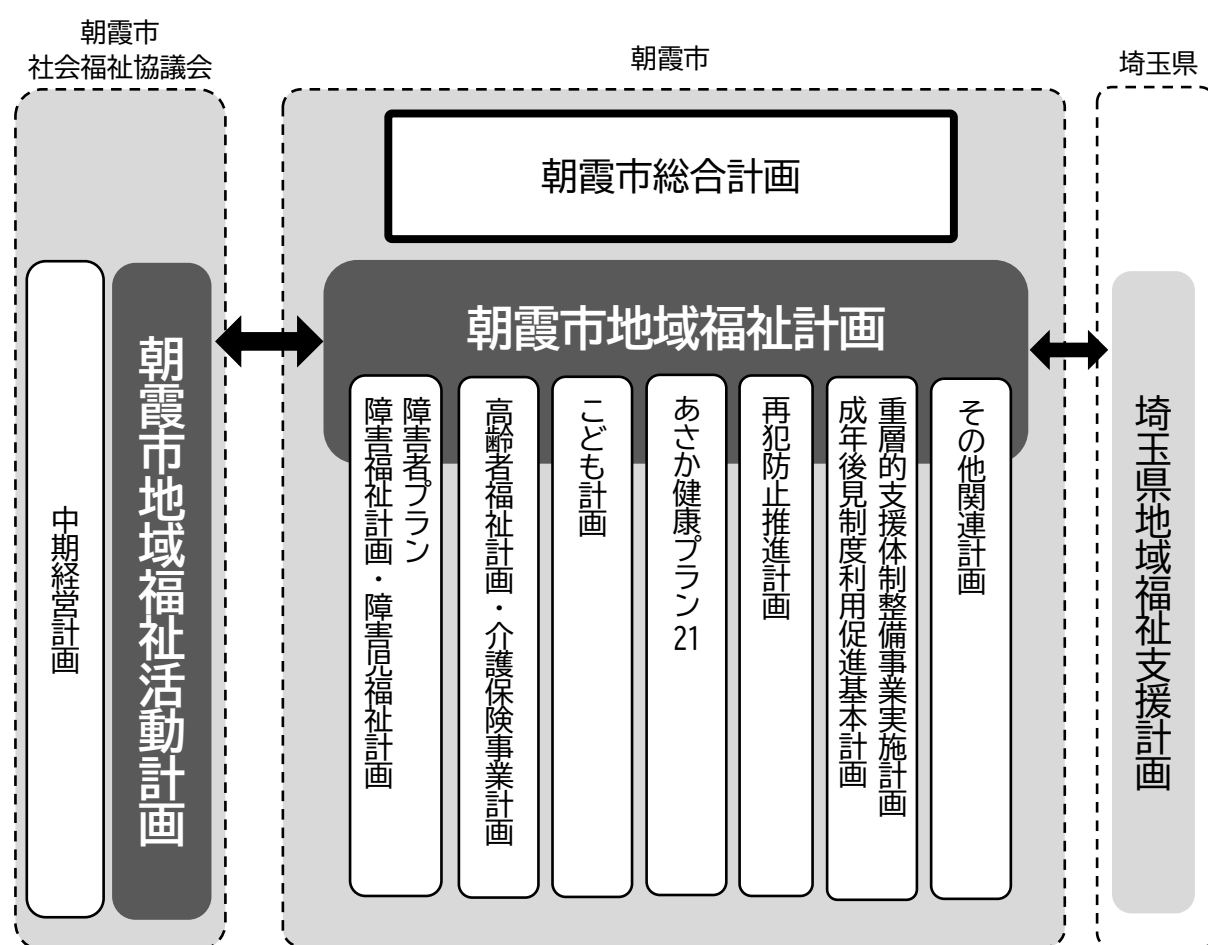 朝霞市
社会福祉協議会
朝霞市
埼玉県
朝霞市総合計画
朝霞市地域福祉計画
中期経営計画
朝霞市地域福祉活動計画
障害者プラン
障害福祉計画・障害児福祉計画
高齢者福祉計画・介護保険事業計画
こども計画
あさか健康プラン21
再犯防止推進計画
重層的支援体制整備事業実施計画
成年後見制度利用促進基本計画
その他関連計画
埼玉県地域福祉支援計画